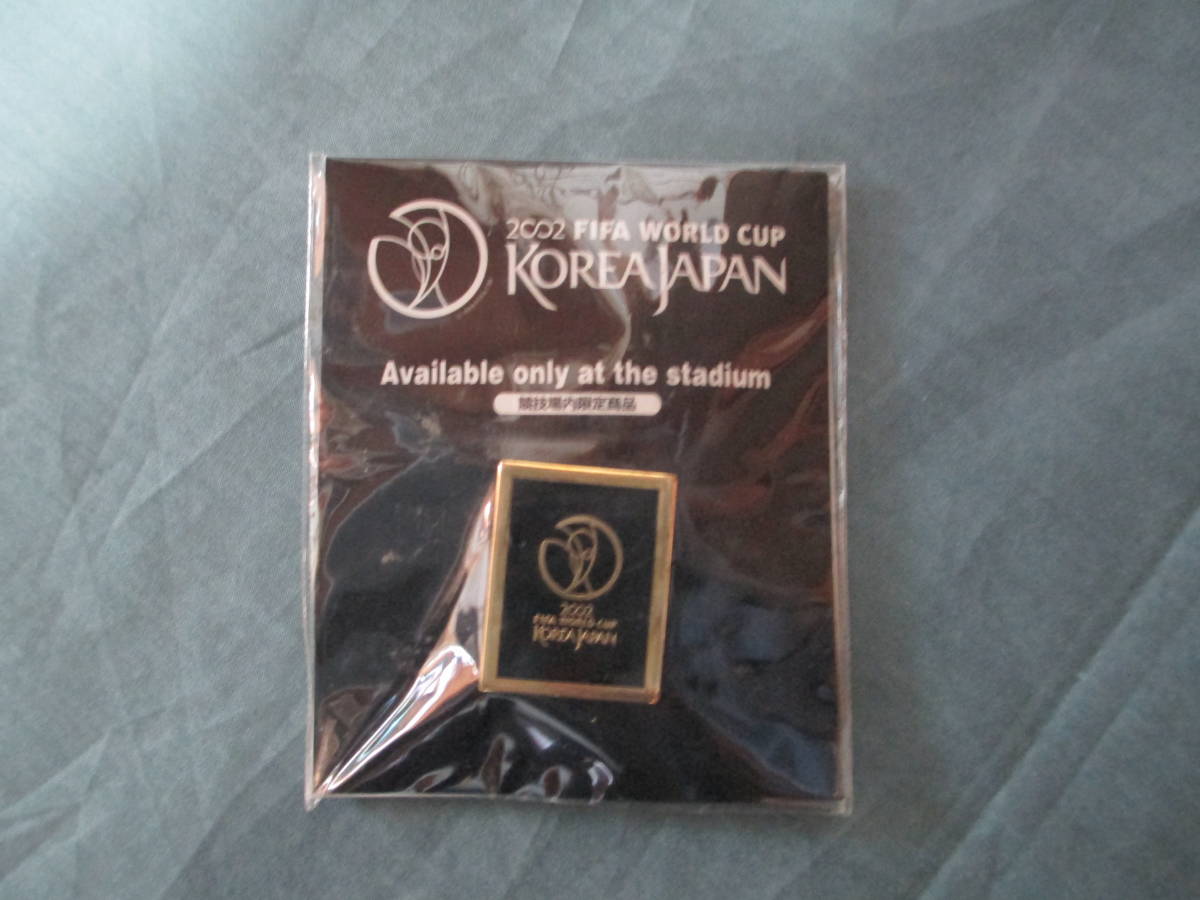 2002 FIFA WORLD CUP
KOREA JAPAN
Available only at the stadium
競技場内限定商品
2002
FIFA WORLD CUP
KOREA JAPAN